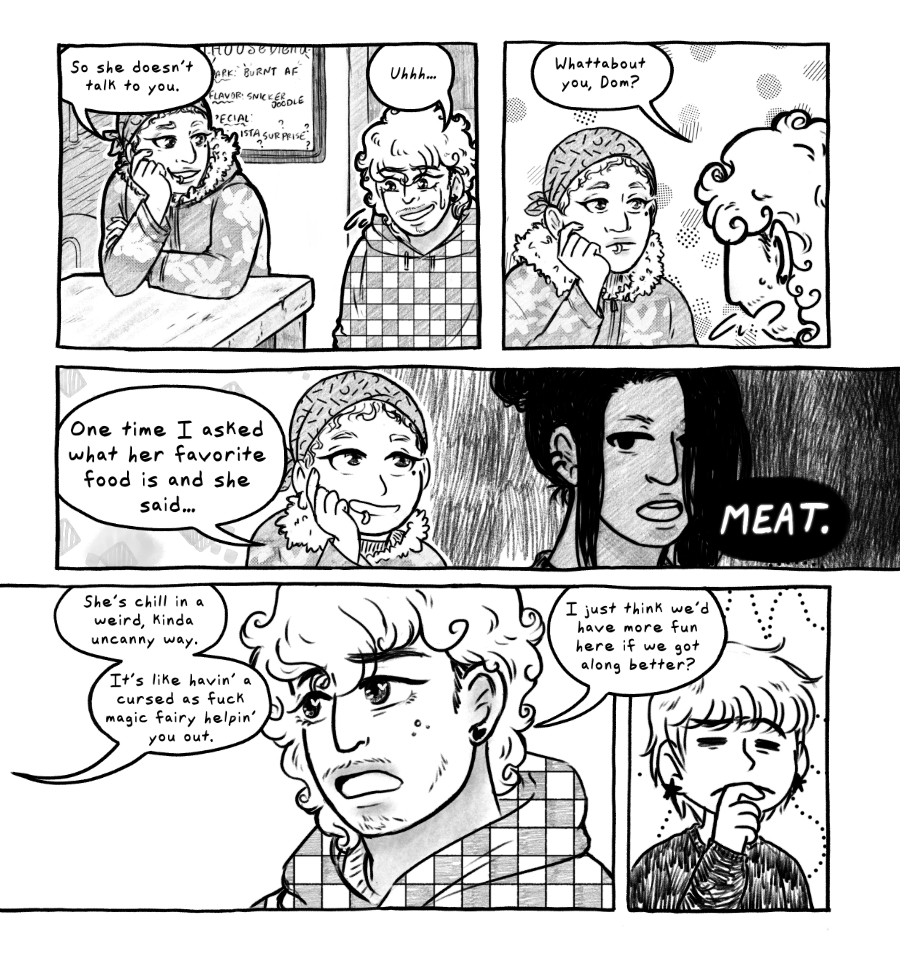 So she doesn't
talk to you.
HOUSE
ARK: BURNT AF
FLAVOR: SNICKER
DOODLE
PECIAL
ISTA SURPRISE
? ?
? ?
Uhhh...
Whattabout
you, Dom?
One time I asked
what her favorite
food is and she
said...
MEAT.
She's chill in a
weird, kinda
uncanny way.
It's like havin' a
cursed as fuck
magic fairy helpin'
you out.
I just think we'd
have more fun
here if we got
along better?